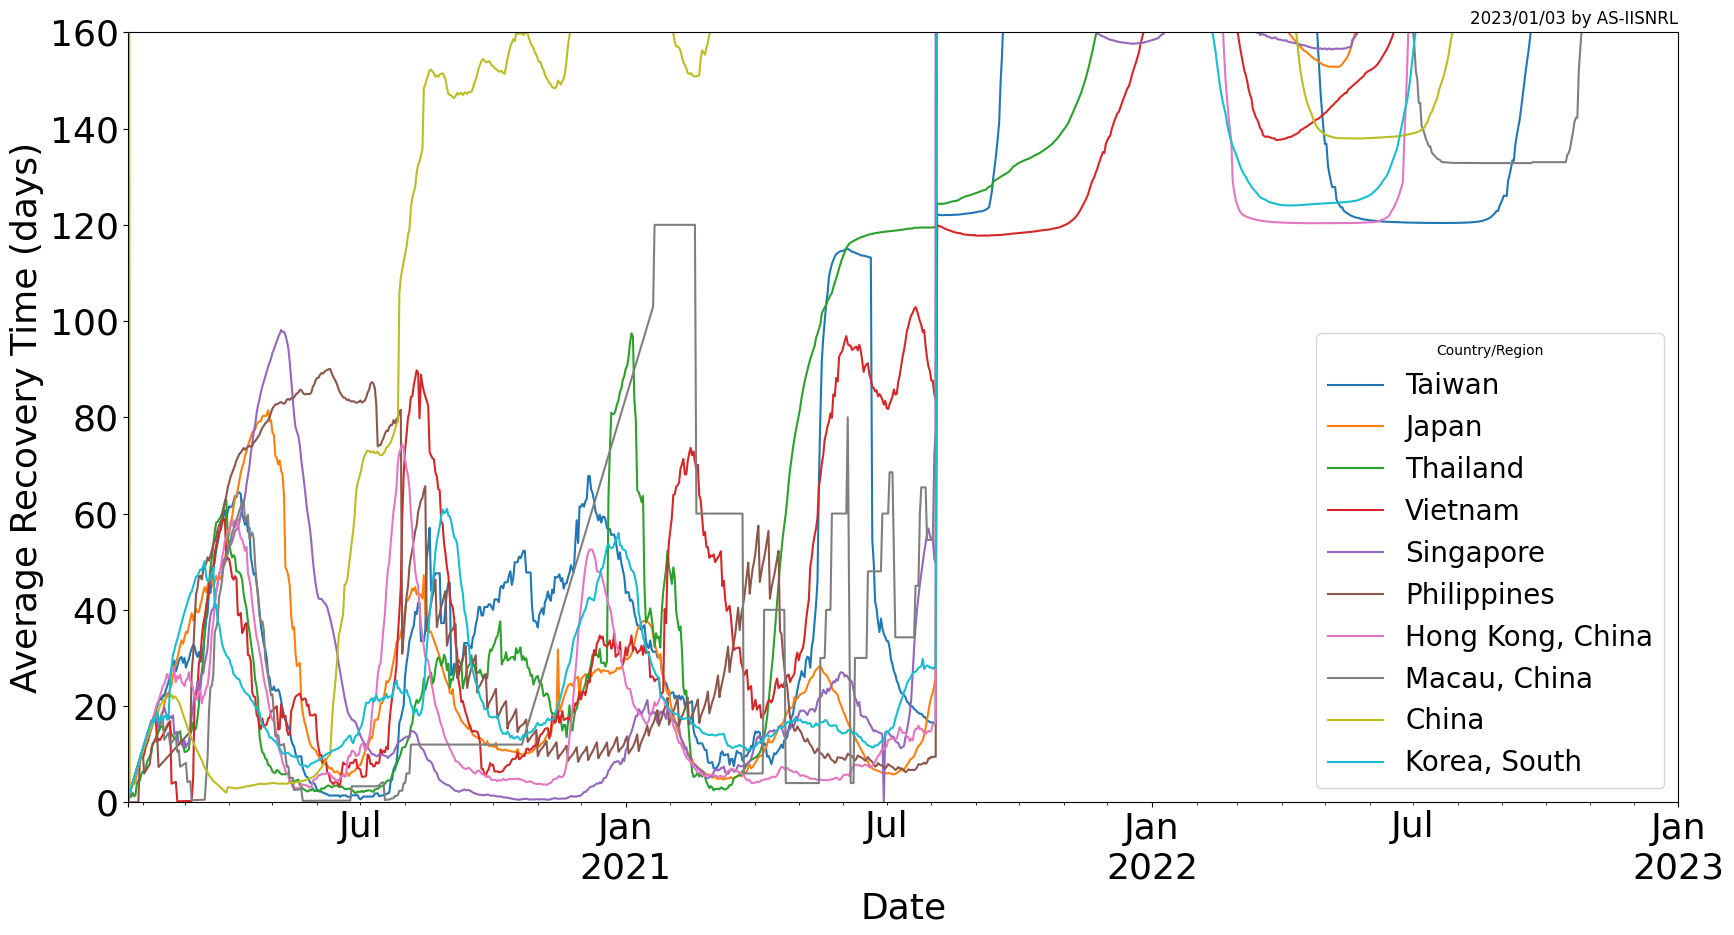 2023/01/03 by AS-IISNRL
160
140
120
100
80
60
40
20
0
Average Recovery Time (days)
Country/Region
Taiwan
Japan
Thailand
Vietnam
Singapore
Philippines
Hong Kong, China
Macau, China
China
Korea, South
Jul
Jan
2021
Jul
Jan
2022
Jul
Jan
2023
Date